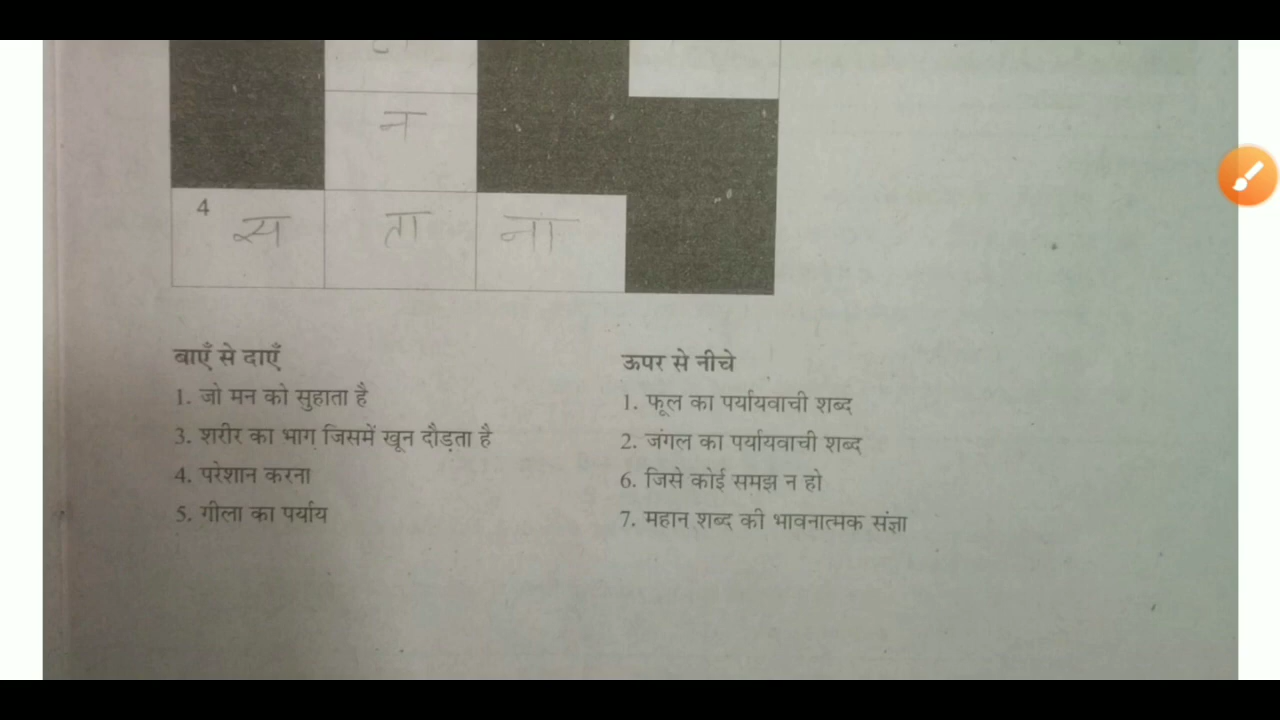 न
4 स ता ना
बाएँ से दाएँ
1. जो मन को सुहाता है
3. शरीर का भाग जिसमें खून दौड़ता है
4. परेशान करना
5. गीला का पर्याय
ऊपर से नीचे
1. फूल का पर्यायवाची शब्द
2. जंगल का पर्यायवाची शब्द
6. जिसे कोई समझ न हो
7. महान शब्द की भावनात्मक संज्ञा